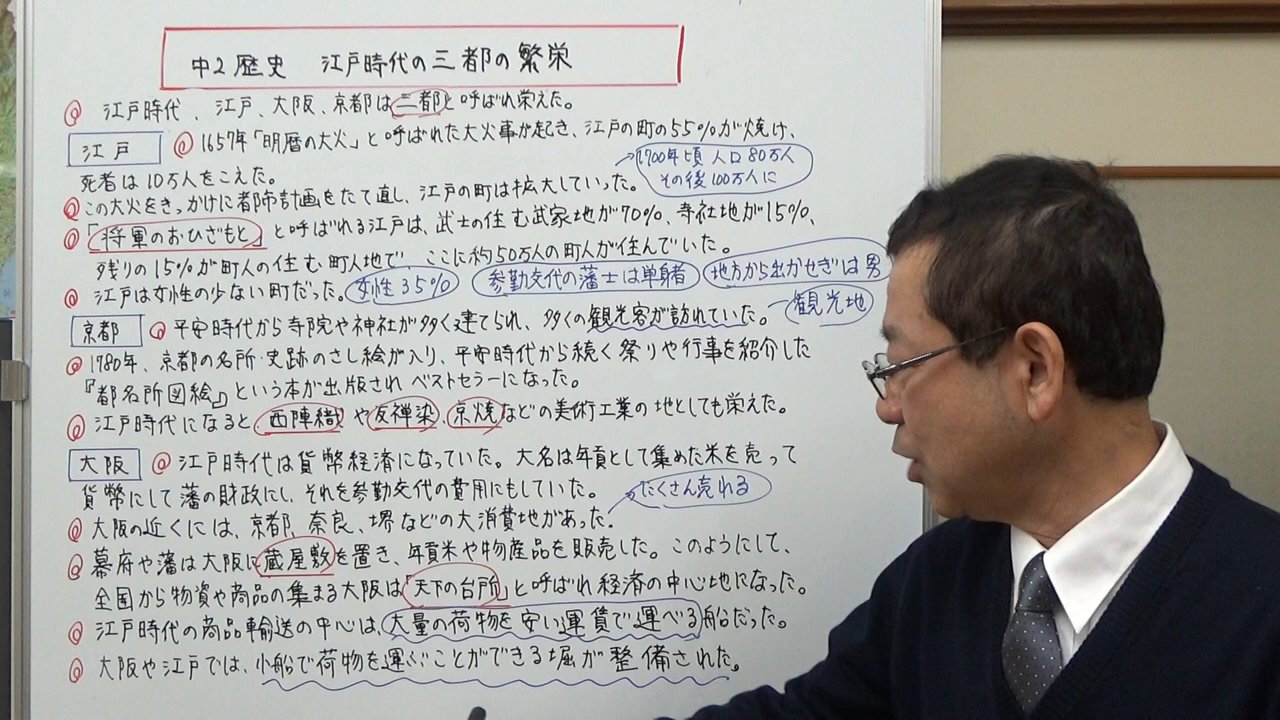 中2歴史 江戸時代の三都の繁栄
◎ 江戸時代、江戸、大阪、京都は三都と呼ばれ栄えた。
江戸 ◎ 1657年「明暦の大火」と呼ばれた大火事が起き、江戸の町の55%が焼け、
死者は10万人をこえた。
1700年頃 人口80万人
その後100万人に
◎ この大火をきっかけに都市計画をたて直し、江戸の町は拡大していった。
◎ 「将軍のおひざもと」と呼ばれる江戸は、武士の住む武家地が70%、寺社地が15%、
残りの15%が町人の住む町人地で ここに約50万人の町人が住んでいた。
◎ 江戸は女性の少ない町だった。 女性35% 参勤交代の藩士は単身者 地方から出かせぎは男
京都 ◎ 平安時代から寺院や神社が多く建てられ、多くの観光客が訪れていた。 観光地
◎ 1780年、京都の名所・史跡のさし絵が入り、平安時代から続く祭りや行事を紹介した
『都名所図絵』という本が出版されベストセラーになった。
◎ 江戸時代になると西陣織や友禅染、京焼などの美術工業の地としても栄えた。
大阪 ◎ 江戸時代は貨幣経済になっていた。大名は年貢として集めた米を売って
貨幣にして藩の財政にし、それを参勤交代の費用にもしていた。 たくさん売れる
◎ 大阪の近くには、京都、奈良、堺などの大消費地があった。
◎ 幕府や藩は大阪に蔵屋敷を置き、年貢米や物産品を販売した。このようにして、
全国から物資や商品の集まる大阪は「天下の台所」と呼ばれ経済の中心地になった。
◎ 江戸時代の商品輸送の中心は、大量の荷物を安い運賃で運べる船だった。
◎ 大阪や江戸では、小船で荷物を運ぶことができる堀が整備された。